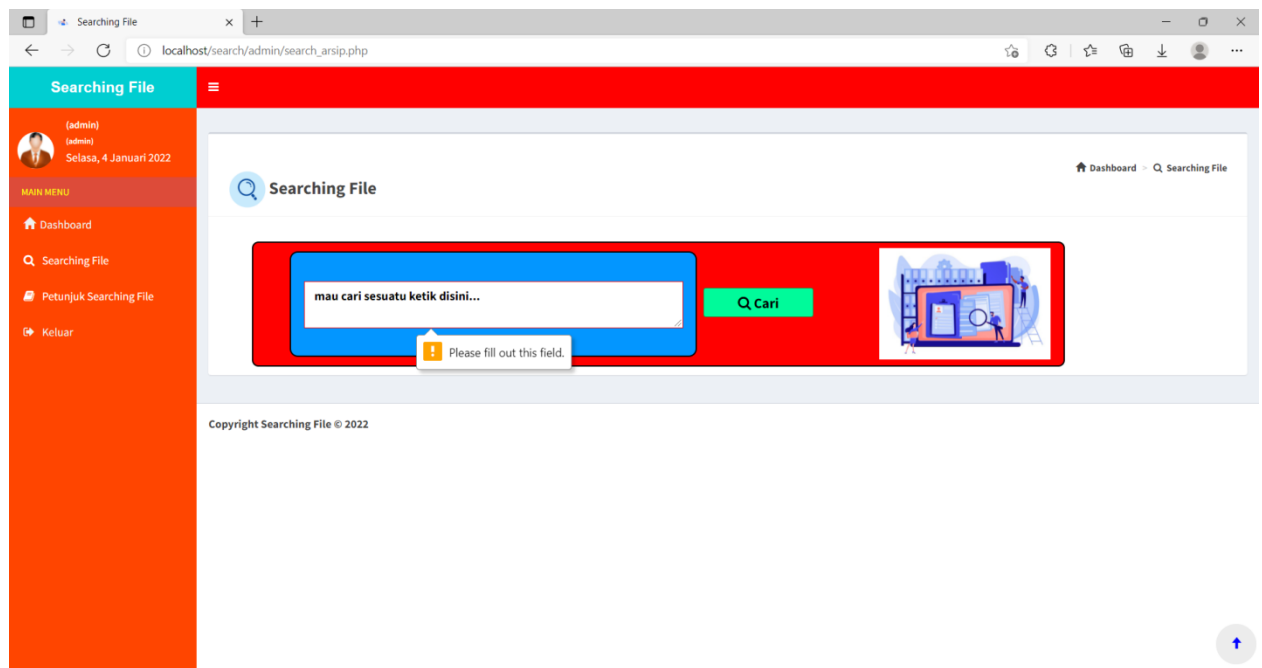 Searching File
localhost/search/admin/search_arsip.php
Searching File
(admin)
(admin)
Selasa, 4 Januari 2022
MAIN MENU
Dashboard
Searching File
Petunjuk Searching File
Keluar
Dashboard > Searching File
Searching File
mau cari sesuatu ketik disini...
Cari
Please fill out this field.
Copyright Searching File © 2022